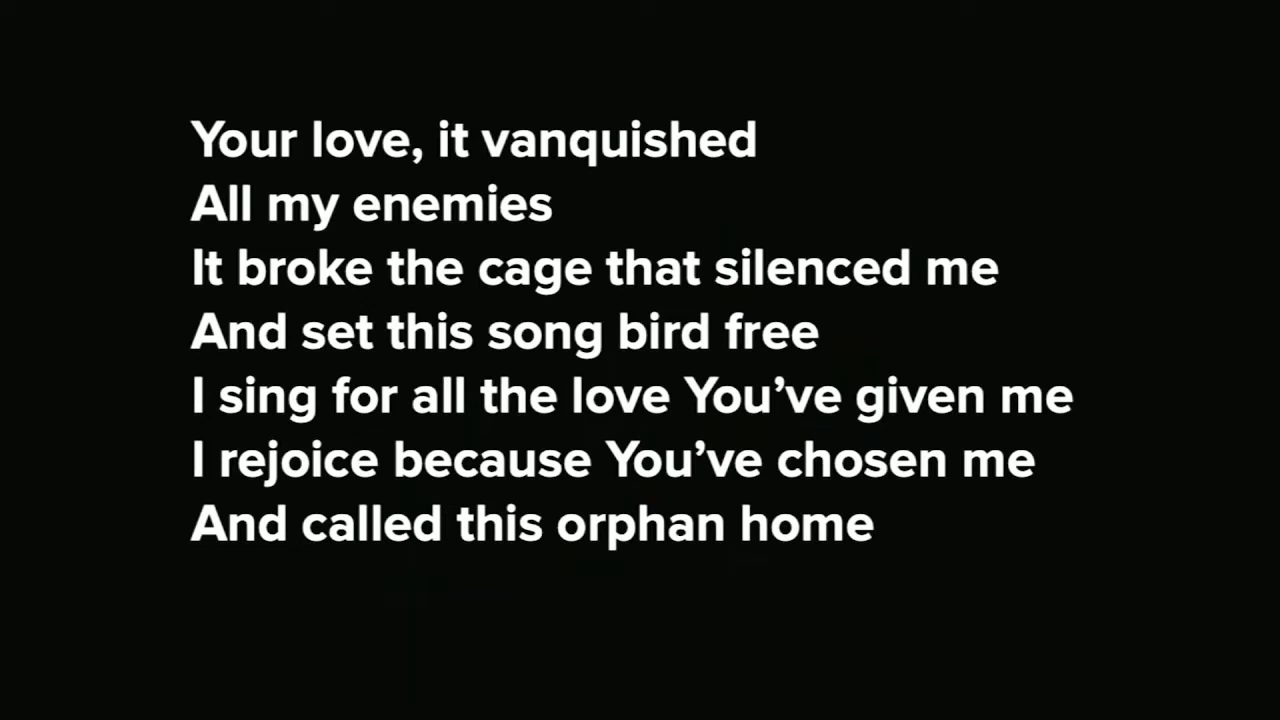 Your love, it vanquished
All my enemies
It broke the cage that silenced me
And set this song bird free
I sing for all the love You’ve given me
I rejoice because You’ve chosen me
And called this orphan home